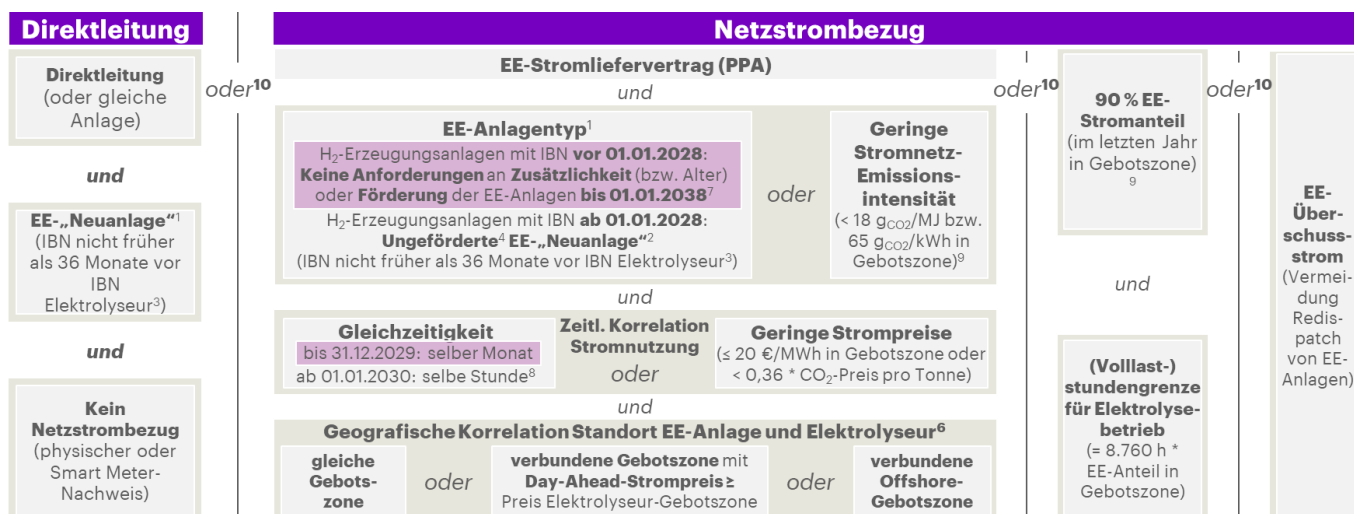 Direktleitung
Direktleitung
(oder gleiche
Anlage)
und
EE-„Neuanlage“¹
(IBN nicht früher
als 36 Monate vor
IBN
Elektrolyseur³)
und
Kein
Netzstrombezug
(physischer oder
Smart Meter-
Nachweis)
oder¹⁰
Netzstrombezug
EE-Stromliefervertrag (PPA)
und
EE-Anlagentyp¹
H₂-Erzeugungsanlagen mit IBN vor 01.01.2028:
Keine Anforderungen an Zusätzlichkeit (bzw. Alter)
oder Förderung der EE-Anlagen bis 01.01.2038⁷
H₂-Erzeugungsanlagen mit IBN ab 01.01.2028:
Ungeförderte⁴ EE-„Neuanlage“²
(IBN nicht früher als 36 Monate vor IBN Elektrolyseur³)
oder
Geringe
Stromnetz-
Emissions-
intensität
(< 18 gCO2/MJ bzw.
65 gCO2/kWh in
Gebotszone)⁹
und
Gleichzeitigkeit
bis 31.12.2029: selber Monat
ab 01.01.2030: selbe Stunde⁸
Zeitl. Korrelation
Stromnutzung
oder
Geringe Strompreise
(≤ 20 €/MWh in Gebotszone oder
< 0,36 * CO₂-Preis pro Tonne)
und
Geografische Korrelation Standort EE-Anlage und Elektrolyseur⁶
gleiche
Gebots-
zone
oder
verbundene Gebotszone mit
Day-Ahead-Strompreis ≥
Preis Elektrolyseur-Gebotszone
oder
verbundene
Offshore-
Gebotszone
oder¹⁰
90 % EE-
Stromanteil
(im letzten Jahr
in Gebotszone)
9
und
(Volllast-)
stundengrenze
für Elektrolyse-
betrieb
(= 8.760 h *
EE-Anteil in
Gebotszone)
oder¹⁰
EE-
Über-
schuss-
strom
(Vermei-
dung
Redis-
patch
von EE-
Anlagen)